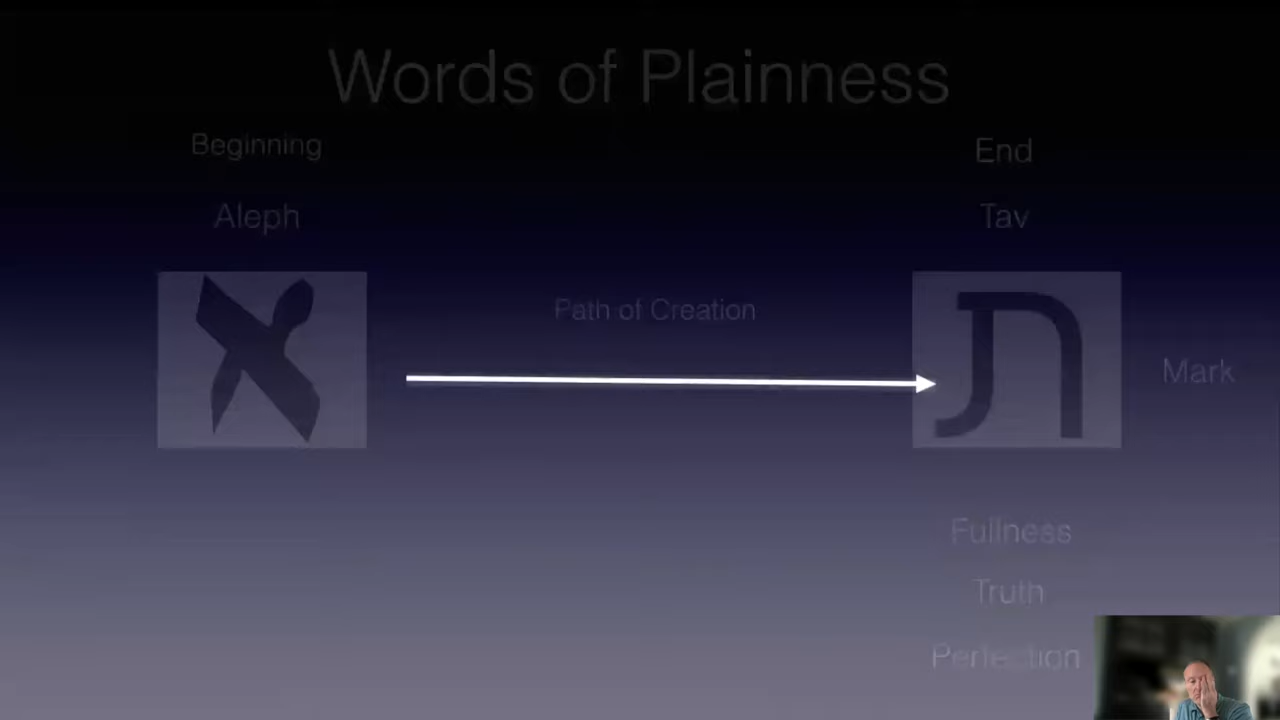 Words of Plainness
Beginning
End
Aleph
Tav
א
Path of Creation
ת
Mark
Fullness
Truth
Perfection